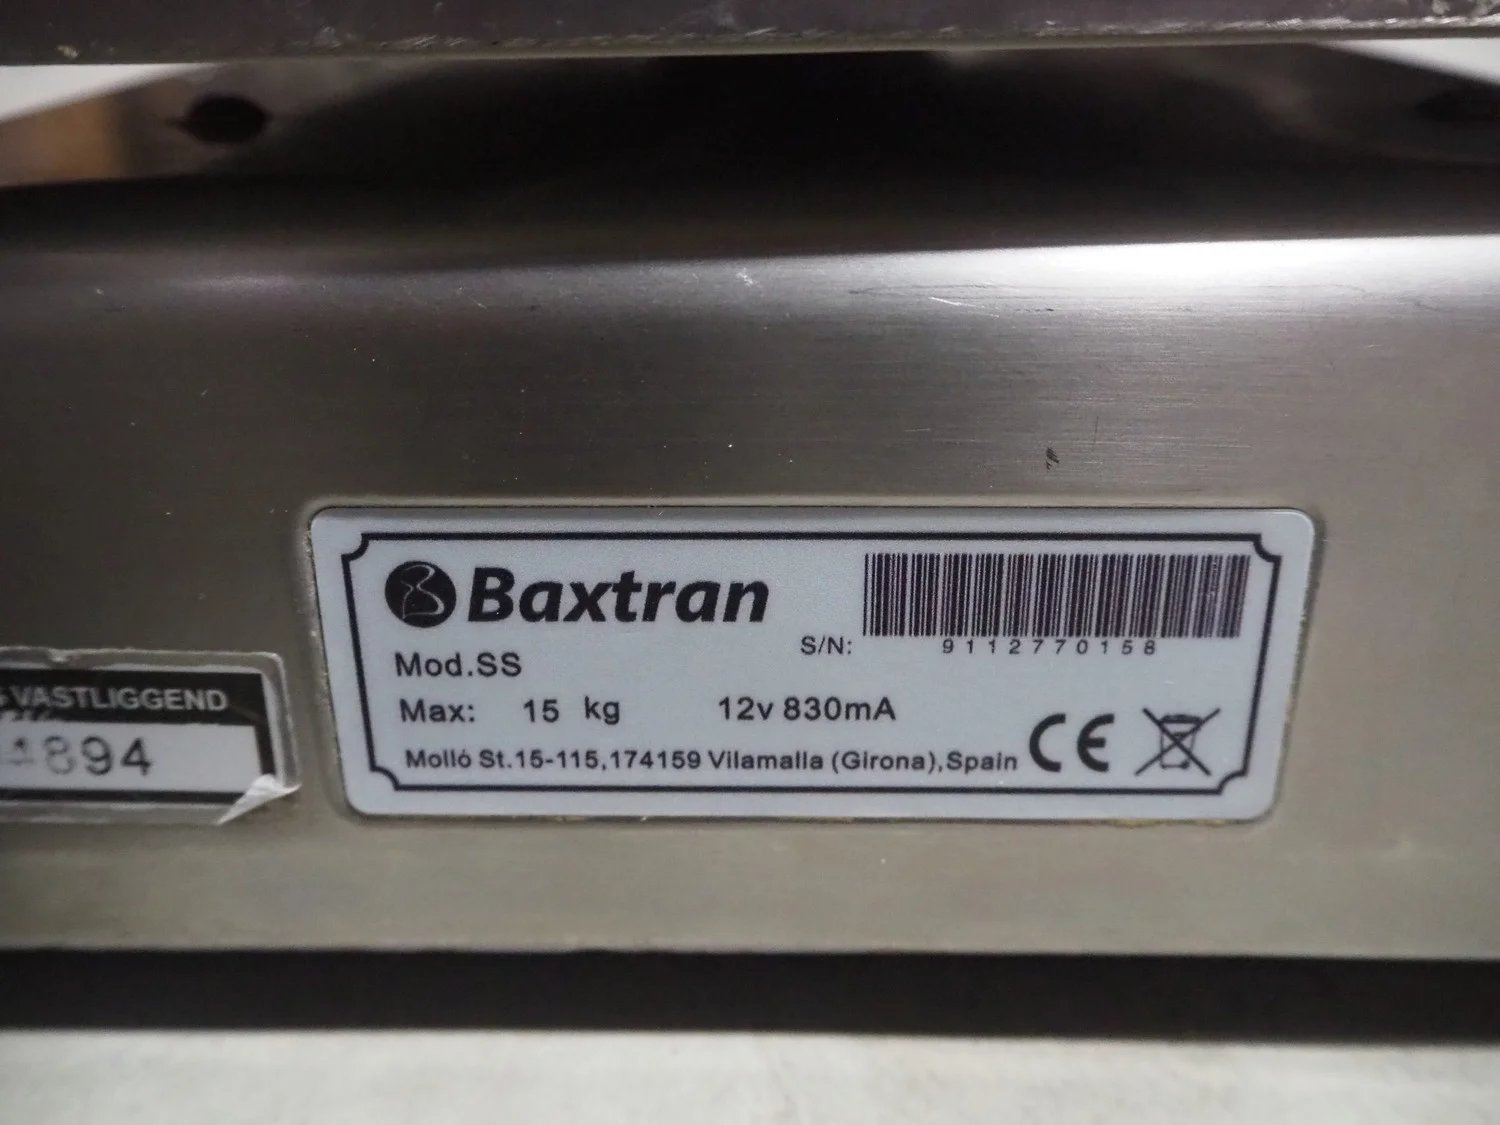 Baxtran
S/N:
9112770158
Mod.SS
Max: 15 kg 12v 830mA
Molló St.15-115,174159 Vilamalla (Girona),Spain
CE
VASTLIGGEND
894